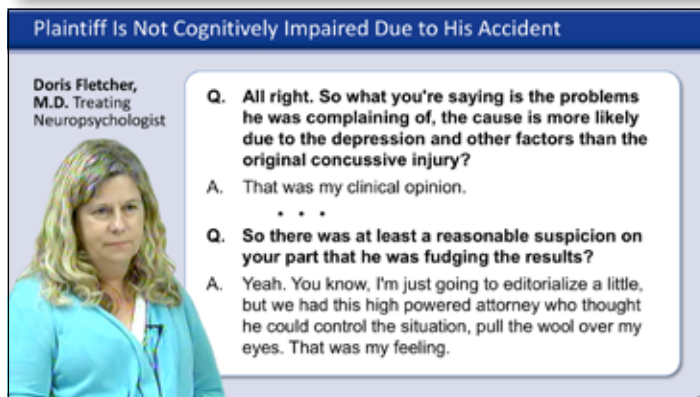 Plaintiff Is Not Cognitively Impaired Due to His Accident
Doris Fletcher,
M.D. Treating
Neuropsychologist
Q. All right. So what you're saying is the problems
he was complaining of, the cause is more likely
due to the depression and other factors than the
original concussive injury?
A. That was my clinical opinion.
• • •
Q. So there was at least a reasonable suspicion on
your part that he was fudging the results?
A. Yeah. You know, I'm just going to editorialize a little,
but we had this high powered attorney who thought
he could control the situation, pull the wool over my
eyes. That was my feeling.